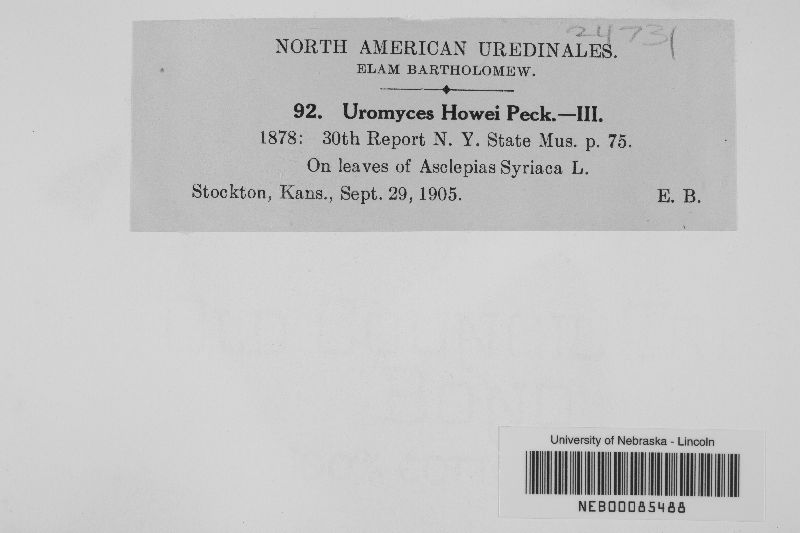 24731
NORTH AMERICAN UREDINALES.
ELAM BARTHOLOMEW.
92. Uromyces Howei Peck.—III.
1878: 30th Report N. Y. State Mus. p. 75.
On leaves of Asclepias Syriaca L.
Stockton, Kans., Sept. 29, 1905. E. B.
University of Nebraska - Lincoln
NEB00085488